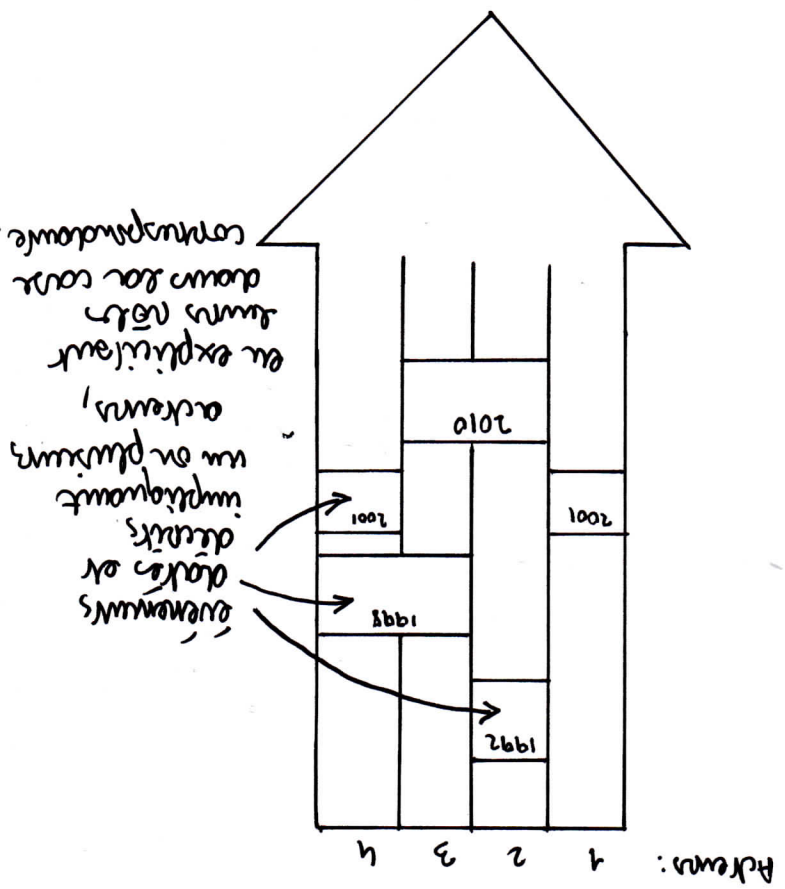 Acteurs : 1 2 3 4
1992
1998
2001
2001
2010
événements
datés et
décrits
impliquant
un ou plusieurs
acteurs,
en explicitant
leurs rôles
dans la case
correspondante.